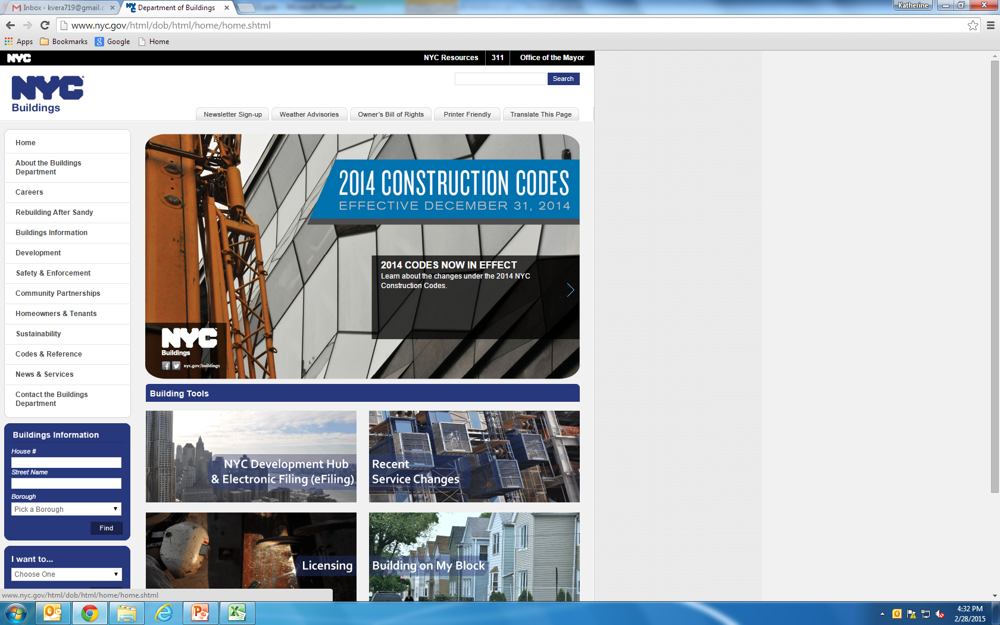 Inbox - kvera719@gmail.c
Department of Buildings
Katherine
www.nyc.gov/html/dob/html/home/home.shtml
Apps
Bookmarks
Google
Home
NYC
NYC Resources
311
Office of the Mayor
NYC
Buildings
Search
Newsletter Sign-up
Weather Advisories
Owner's Bill of Rights
Printer Friendly
Translate This Page
Home
About the Buildings
Department
Careers
Rebuilding After Sandy
Buildings Information
Development
Safety & Enforcement
Community Partnerships
Homeowners & Tenants
Sustainability
Codes & Reference
News & Services
Contact the Buildings
Department
2014 CONSTRUCTION CODES
EFFECTIVE DECEMBER 31, 2014
2014 CODES NOW IN EFFECT
Learn about the changes under the 2014 NYC
Construction Codes.
NYC
Buildings
nyc.gov/buildings
Building Tools
NYC Development Hub
& Electronic Filing (eFiling)
Recent
Service Changes
Licensing
Building on My Block
Buildings Information
House #
Street Name
Borough
Pick a Borough
Find
I want to...
Choose One
www.nyc.gov/html/dob/html/home/home.shtml
4:32 PM
2/28/2015